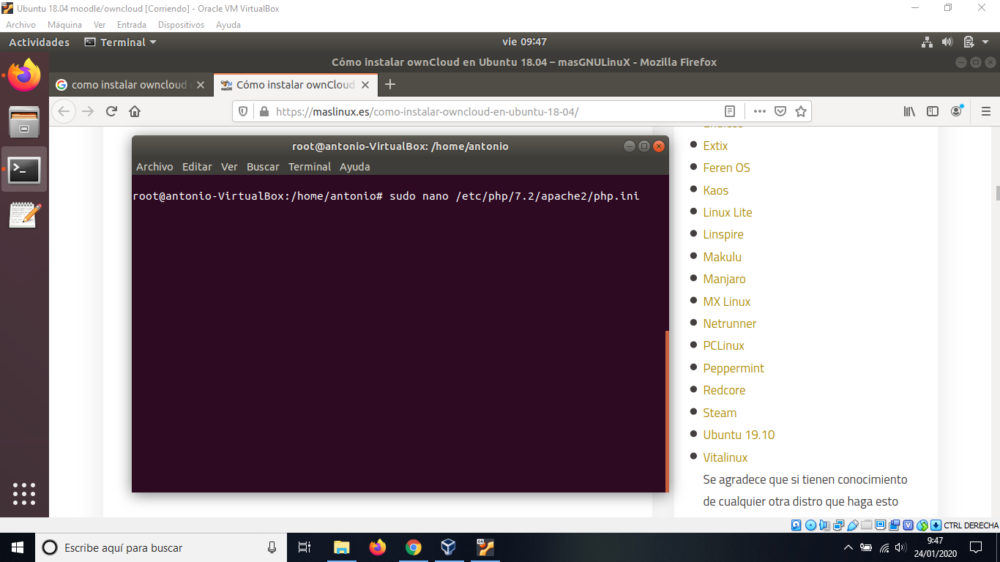 Ubuntu 18.04 moodle/owncloud [Corriendo] - Oracle VM VirtualBox
Archivo Máquina Ver Entrada Dispositivos Ayuda
Actividades Terminal vie 09:47
Cómo instalar ownCloud en Ubuntu 18.04 – masGNULinuX - Mozilla Firefox
como instalar owncloud
Cómo instalar ownCloud
https://maslinux.es/como-instalar-owncloud-en-ubuntu-18-04/
root@antonio-VirtualBox: /home/antonio
Archivo Editar Ver Buscar Terminal Ayuda
root@antonio-VirtualBox:/home/antonio# sudo nano /etc/php/7.2/apache2/php.ini
Extix
Feren OS
Kaos
Linux Lite
Linspire
Makulu
Manjaro
MX Linux
Netrunner
PCLinux
Peppermint
Redcore
Steam
Ubuntu 19.10
Vitalinux
Se agradece que si tienen conocimiento
de cualquier otra distro que haga esto
CTRL DERECHA
Escribe aquí para buscar
9:47
24/01/2020